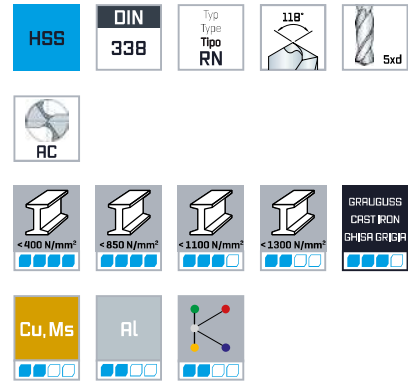 HSS
DIN
338
Typ
Type
Tipo
RN
118°
5xd
AC
<400 N/mm²
<850 N/mm²
<1100 N/mm²
<1300 N/mm²
GRAUGUSS
CAST IRON
GHISA GRIGIA
Cu, Ms
Al